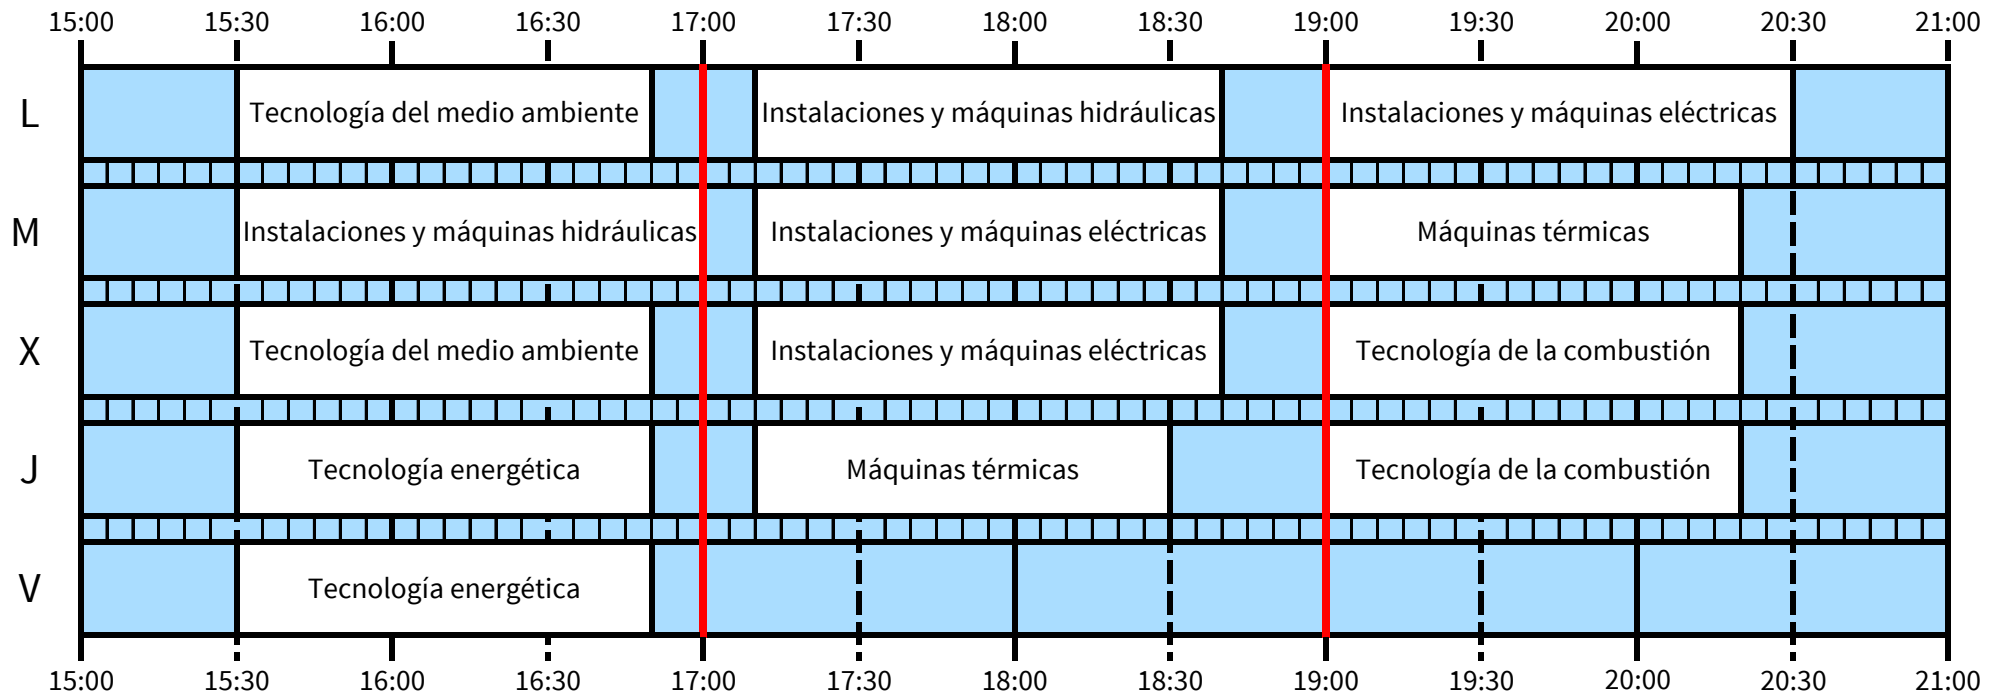 15:00 15:30 16:00 16:30 17:00 17:30 18:00 18:30 19:00 19:30 20:00 20:30 21:00
L Tecnología del medio ambiente Instalaciones y máquinas hidráulicas Instalaciones y máquinas eléctricas
M Instalaciones y máquinas hidráulicas Instalaciones y máquinas eléctricas Máquinas térmicas
X Tecnología del medio ambiente Instalaciones y máquinas eléctricas Tecnología de la combustión
J Tecnología energética Máquinas térmicas Tecnología de la combustión
V Tecnología energética
15:00 15:30 16:00 16:30 17:00 17:30 18:00 18:30 19:00 19:30 20:00 20:30 21:00